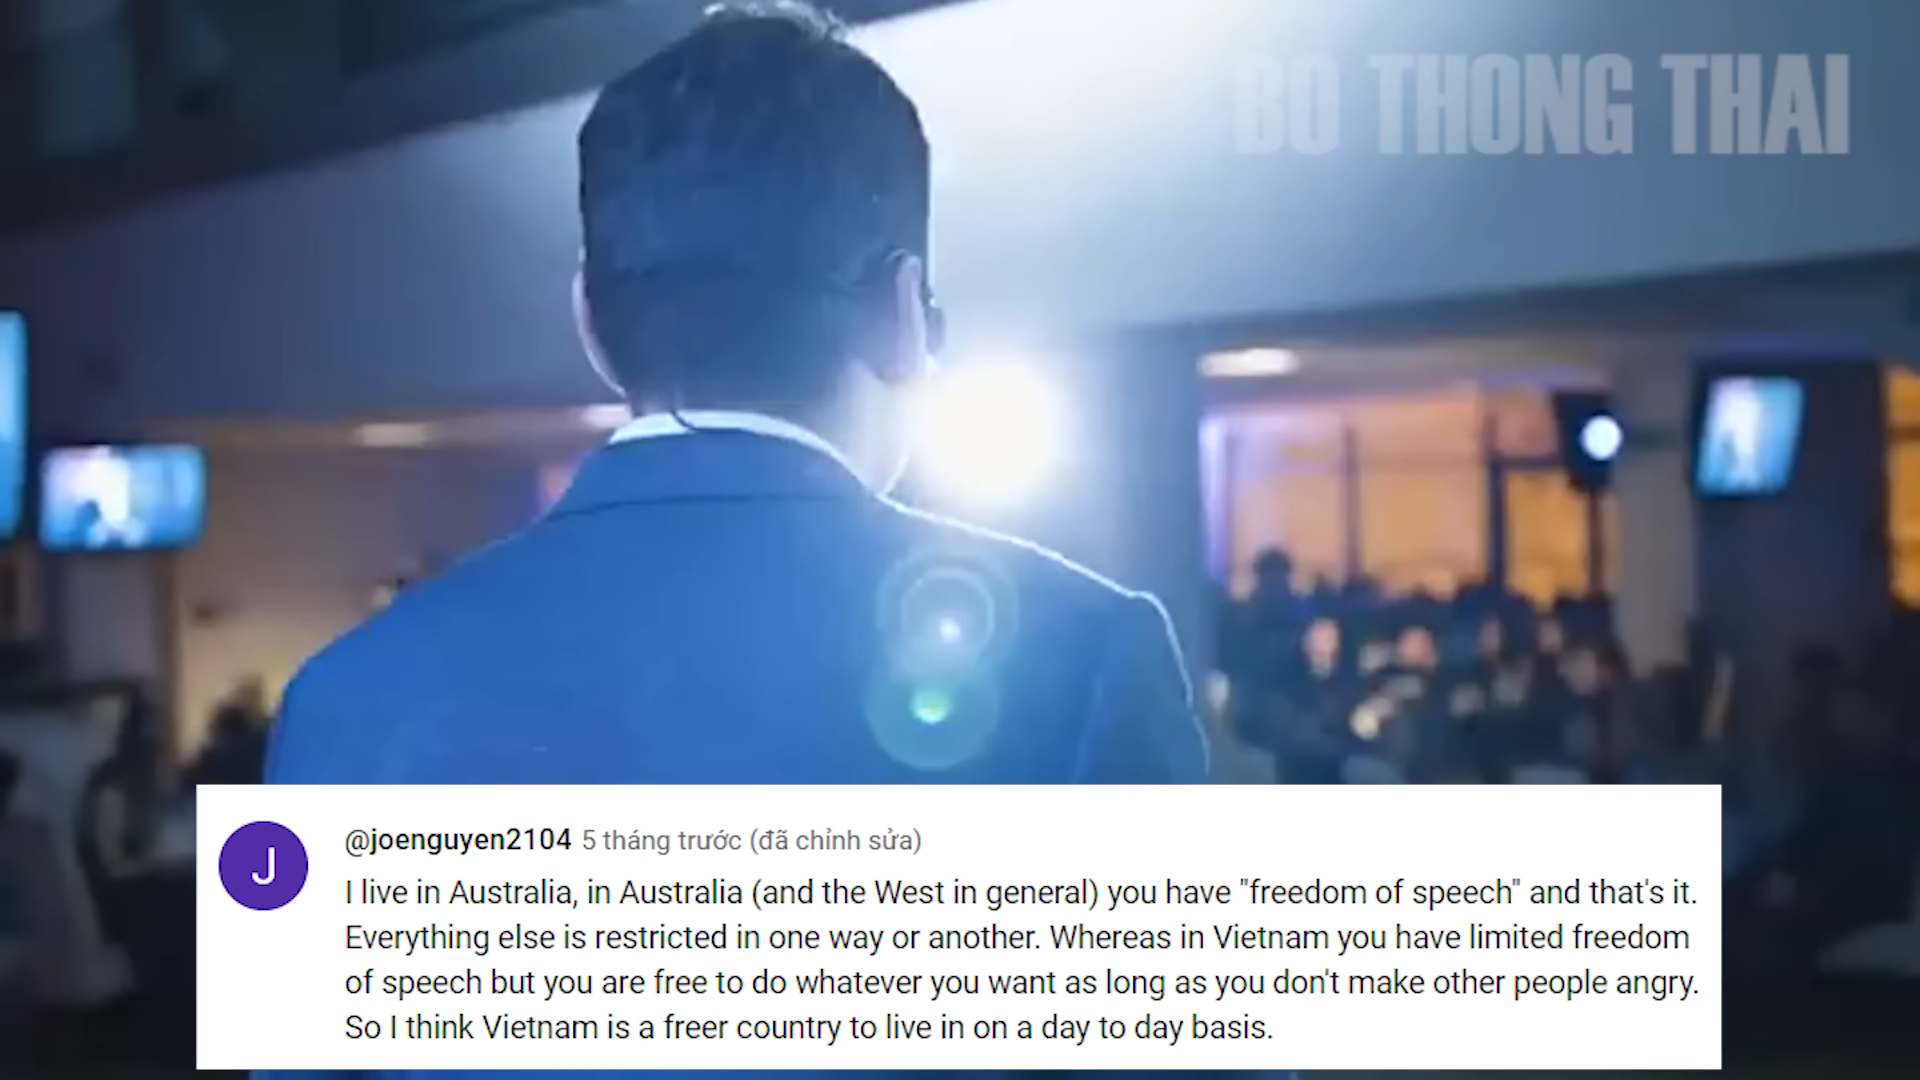 BO THONG THAI
J
@joenguyen2104 5 tháng trước (đã chỉnh sửa)
I live in Australia, in Australia (and the West in general) you have "freedom of speech" and that's it.
Everything else is restricted in one way or another. Whereas in Vietnam you have limited freedom
of speech but you are free to do whatever you want as long as you don't make other people angry.
So I think Vietnam is a freer country to live in on a day to day basis.